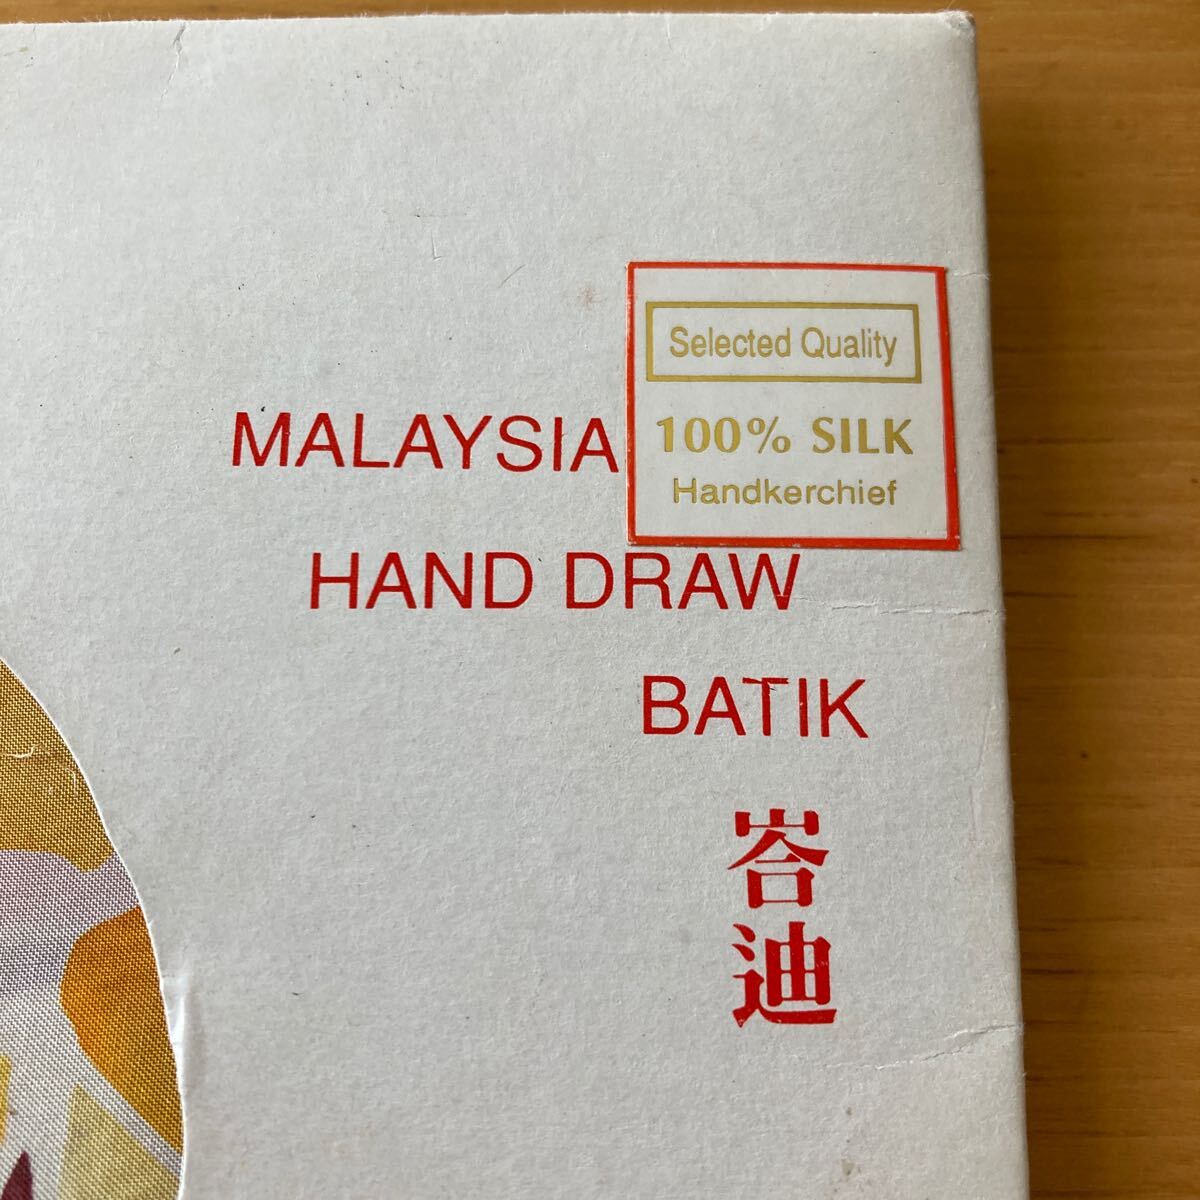 Selected Quality
100% SILK
Handkerchief
MALAYSIA
HAND DRAW
BATIK
峇迪